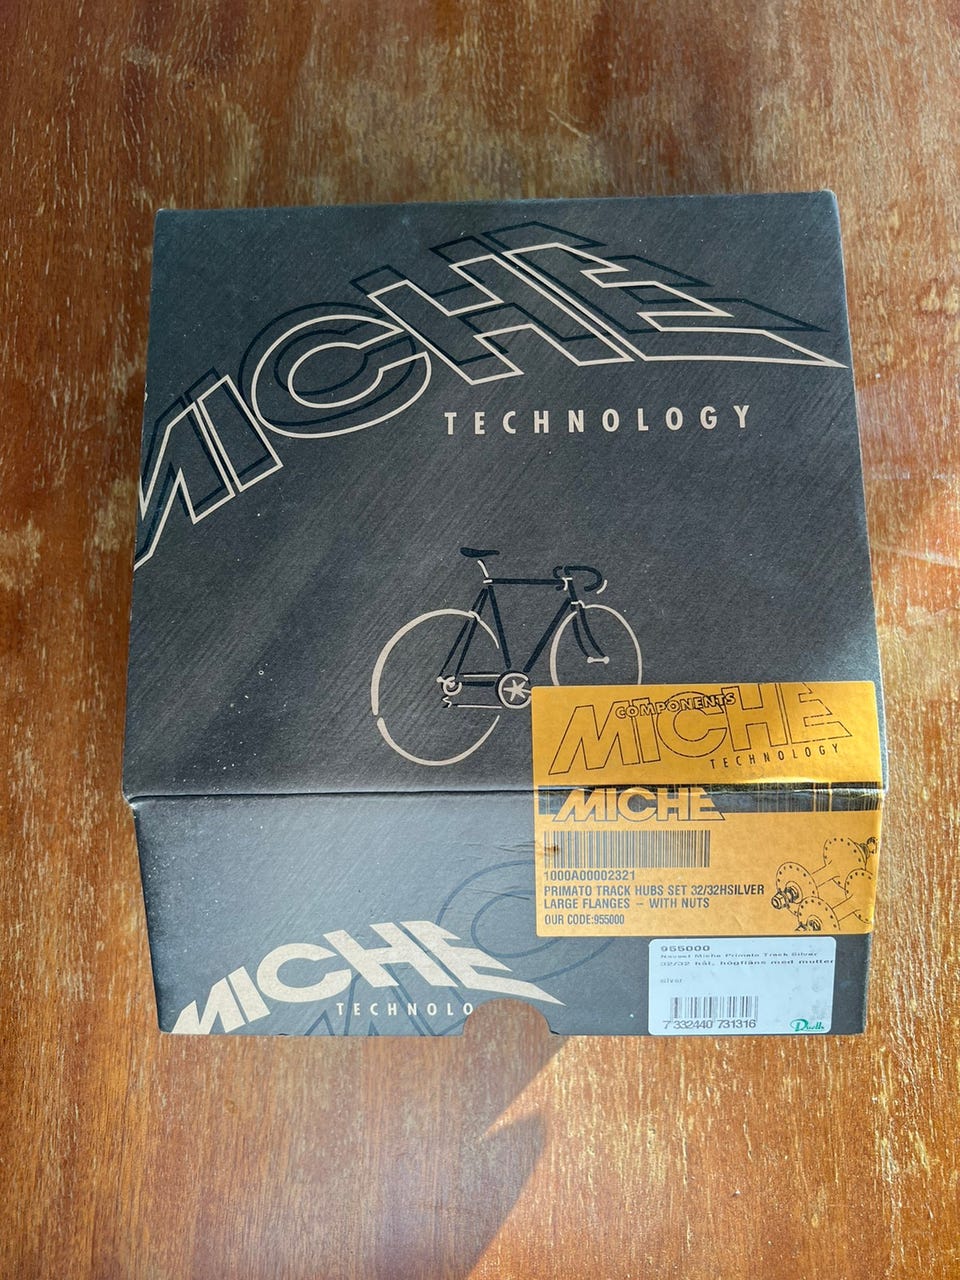 MICHE
TECHNOLOGY
COMPONENTS
MICHE
TECHNOLOGY
MICHE
1000A00002321
PRIMATO TRACK HUBS SET 32/32HSILVER
LARGE FLANGES - WITH NUTS
OUR CODE:955000
MICHE
TECHNOLO
955000
Navset Miche Primato Track Silver
32/32 hål, högfläns med mutter
silver
7 332440 731316